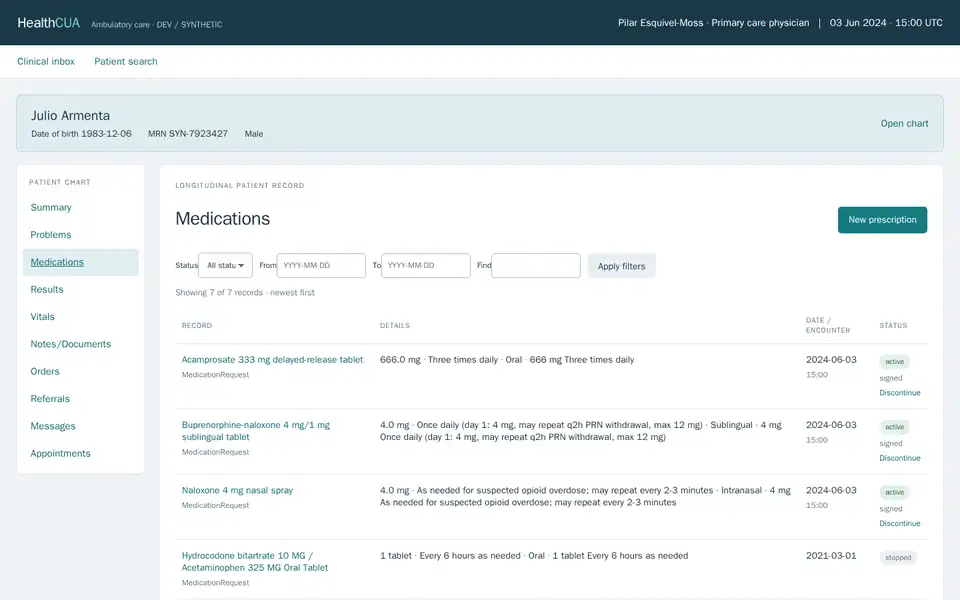 HealthCUA Ambulatory care · DEV / SYNTHETIC
Pilar Esquivel-Moss · Primary care physician | 03 Jun 2024 · 15:00 UTC
Clinical inbox Patient search
Julio Armenta
Date of birth 1983-12-06 MRN SYN-7923427 Male
Open chart
PATIENT CHART
Summary
Problems
Medications
Results
Vitals
Notes/Documents
Orders
Referrals
Messages
Appointments
LONGITUDINAL PATIENT RECORD
Medications
New prescription
Status All statu From YYYY-MM-DD To YYYY-MM-DD Find Apply filters
Showing 7 of 7 records · newest first
RECORD DETAILS DATE / ENCOUNTER STATUS
Acamprosate 333 mg delayed-release tablet
MedicationRequest
666.0 mg · Three times daily · Oral · 666 mg Three times daily
2024-06-03
15:00
active
signed
Discontinue
Buprenorphine-naloxone 4 mg/1 mg
sublingual tablet
MedicationRequest
4.0 mg · Once daily (day 1: 4 mg, may repeat q2h PRN withdrawal, max 12 mg) · Sublingual · 4 mg
Once daily (day 1: 4 mg, may repeat q2h PRN withdrawal, max 12 mg)
2024-06-03
15:00
active
signed
Discontinue
Naloxone 4 mg nasal spray
MedicationRequest
4.0 mg · As needed for suspected opioid overdose; may repeat every 2-3 minutes · Intranasal · 4 mg
As needed for suspected opioid overdose; may repeat every 2-3 minutes
2024-06-03
15:00
active
signed
Discontinue
Hydrocodone bitartrate 10 MG /
Acetaminophen 325 MG Oral Tablet
MedicationRequest
1 tablet · Every 6 hours as needed · Oral · 1 tablet Every 6 hours as needed
2021-03-01
stopped